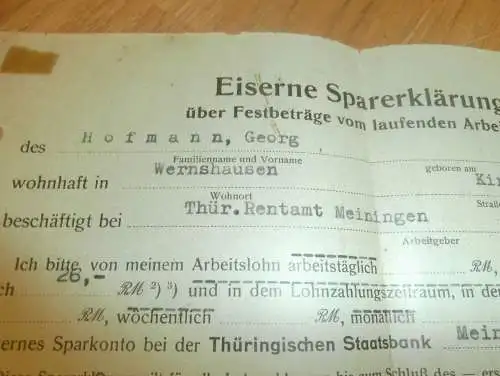 Eiserne Sparerklärung
über Festbeträge vom laufenden Arbei
des Hofmann, Georg
Familienname und Vorname geboren am
wohnhaft in Wernshausen Kir
Wohnort Straße
beschäftigt bei Thür. Rentamt Meiningen
Arbeitgeber
Ich bitte, von meinem Arbeitslohn arbeitstäglich RM,
ch 26,- RM ²) ³) und in dem Lohnzahlungszeitraum, in de
RM, wöchentlich RM, monatlich
ernes Sparkonto bei der Thüringischen Staatsbank Mein